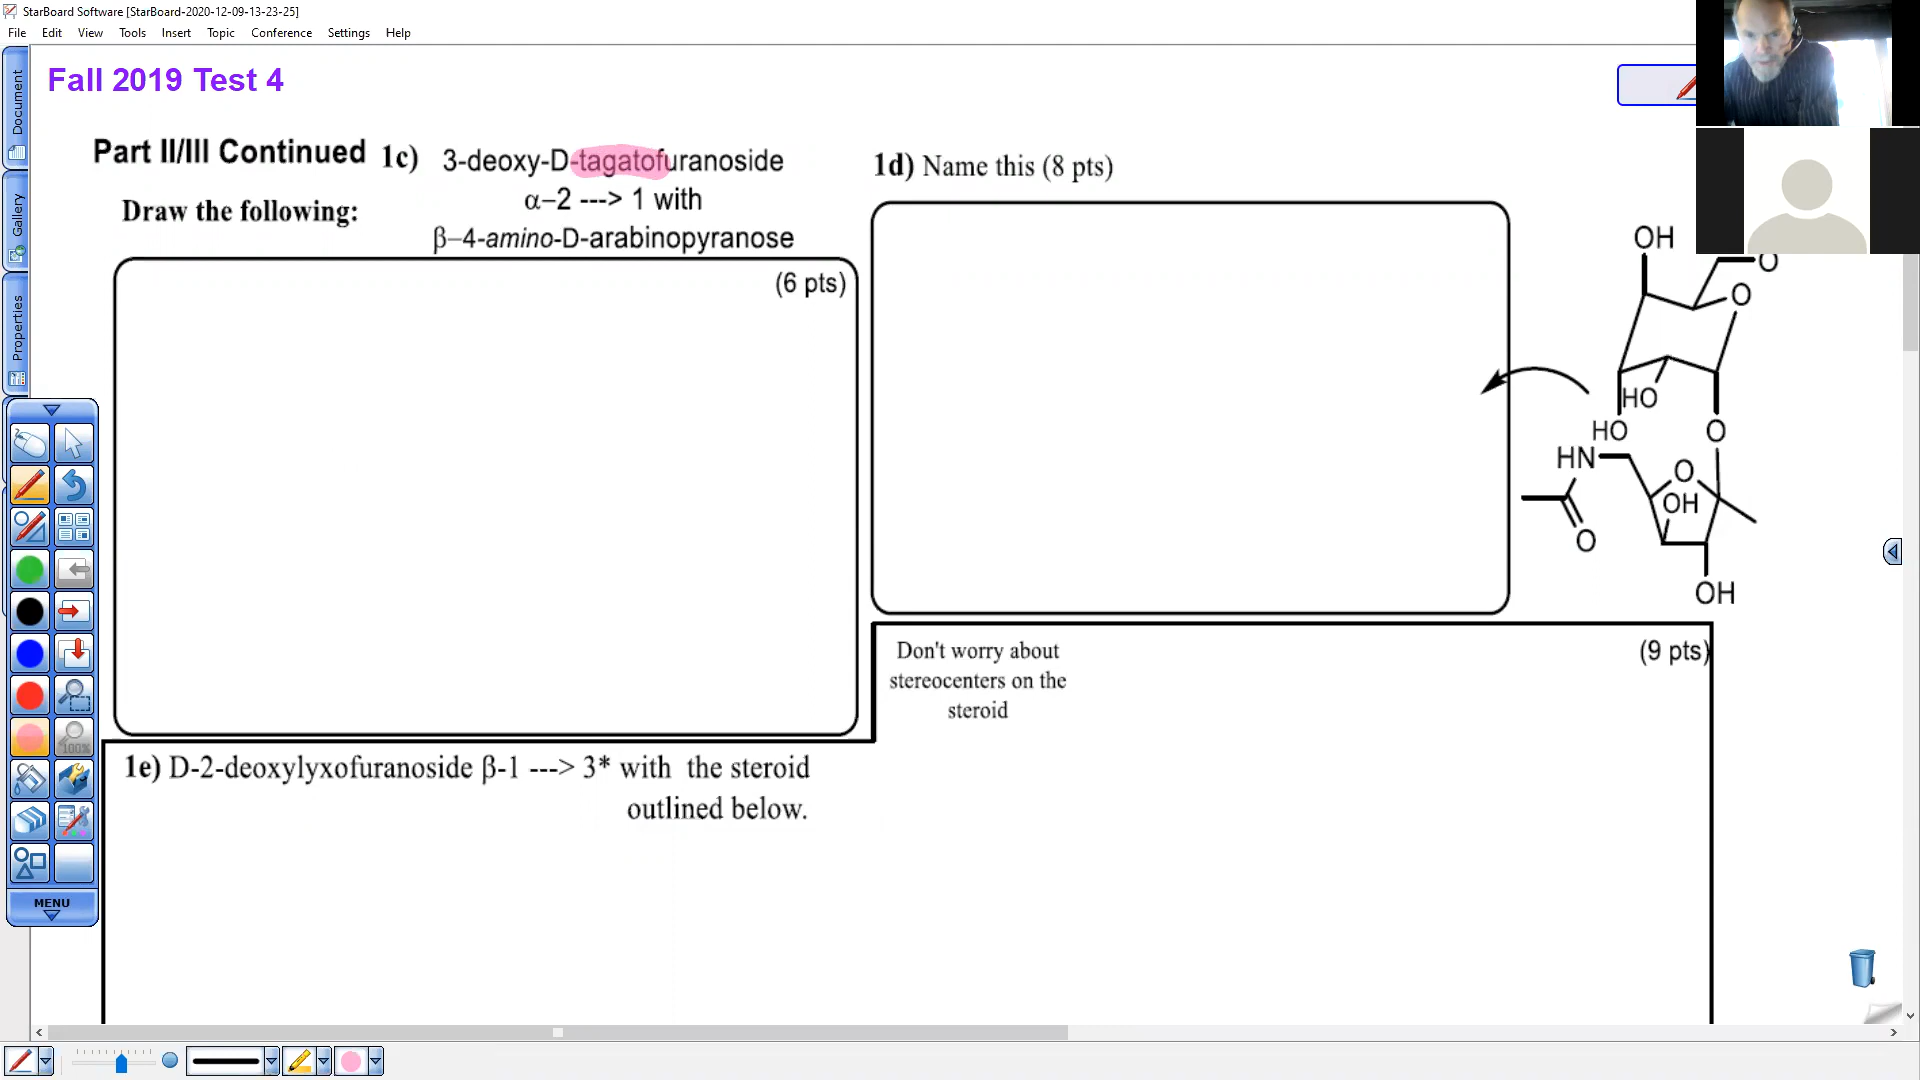 StarBoard Software [StarBoard-2020-12-09-13-23-25]
File Edit View Tools Insert Topic Conference Settings Help
Document
Gallery
Properties
Fall 2019 Test 4
Part II/III Continued
Draw the following:
1c) 3-deoxy-D-tagatofuranoside
α–2 ---> 1 with
β–4-amino-D-arabinopyranose
(6 pts)
1d) Name this (8 pts)
OH
O
O
HO
HO
O
HN
O
OH
O
OH
Don't worry about
stereocenters on the
steroid
(9 pts)
1e) D-2-deoxylyxofuranoside β-1 ---> 3* with the steroid
outlined below.
100%
MENU